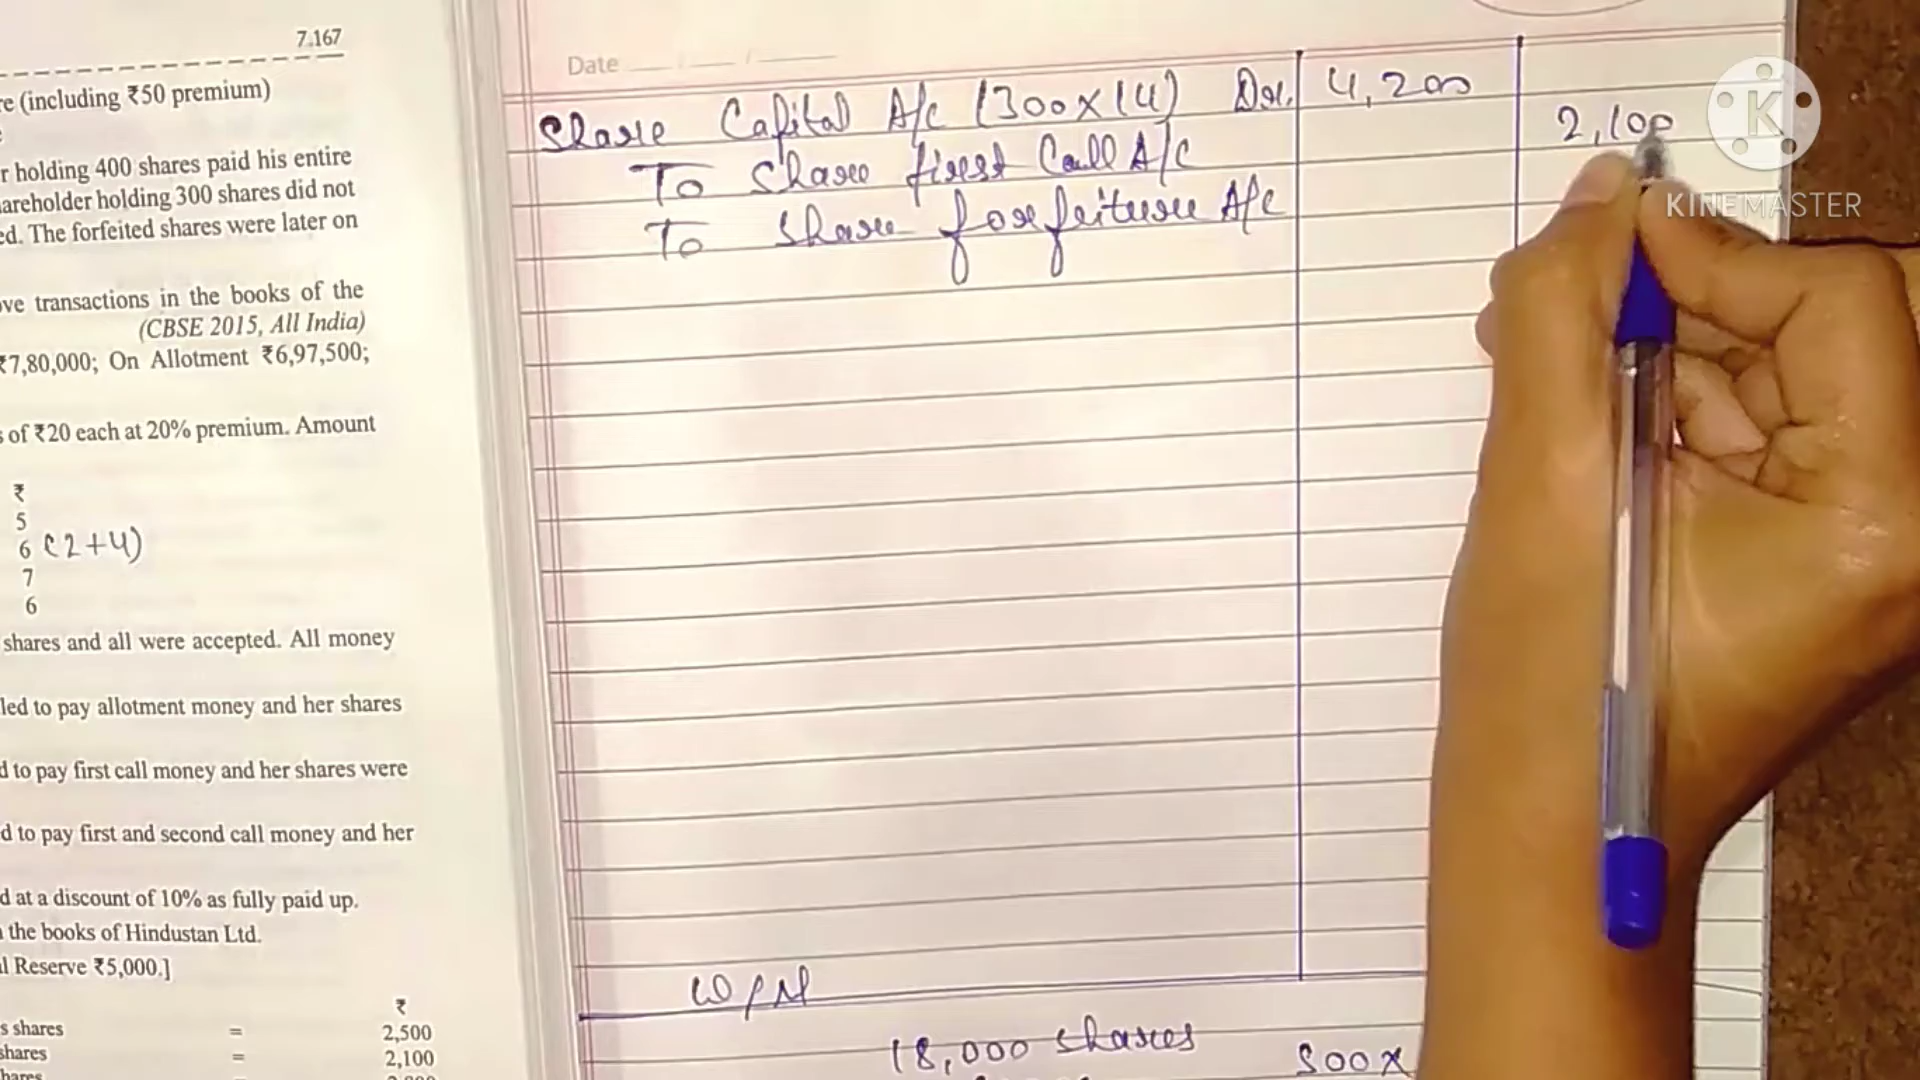 7.167
re (including ₹50 premium)
r holding 400 shares paid his entire
areholder holding 300 shares did not
ed. The forfeited shares were later on
ove transactions in the books of the
(CBSE 2015, All India)
₹7,80,000; On Allotment ₹6,97,500;
s of ₹20 each at 20% premium. Amount
₹
5
6 (2+4)
7
6
shares and all were accepted. All money
led to pay allotment money and her shares
d to pay first call money and her shares were
d to pay first and second call money and her
d at a discount of 10% as fully paid up.
the books of Hindustan Ltd.
l Reserve ₹5,000.]
₹
s shares = 2,500
shares = 2,100
Date
Share Capital A/c (300×14) Dr. 4,200
To Share first Call A/c 2,100
To Share forfeiture A/c
W/N
18,000 shares 500×
K
KINEMASTER